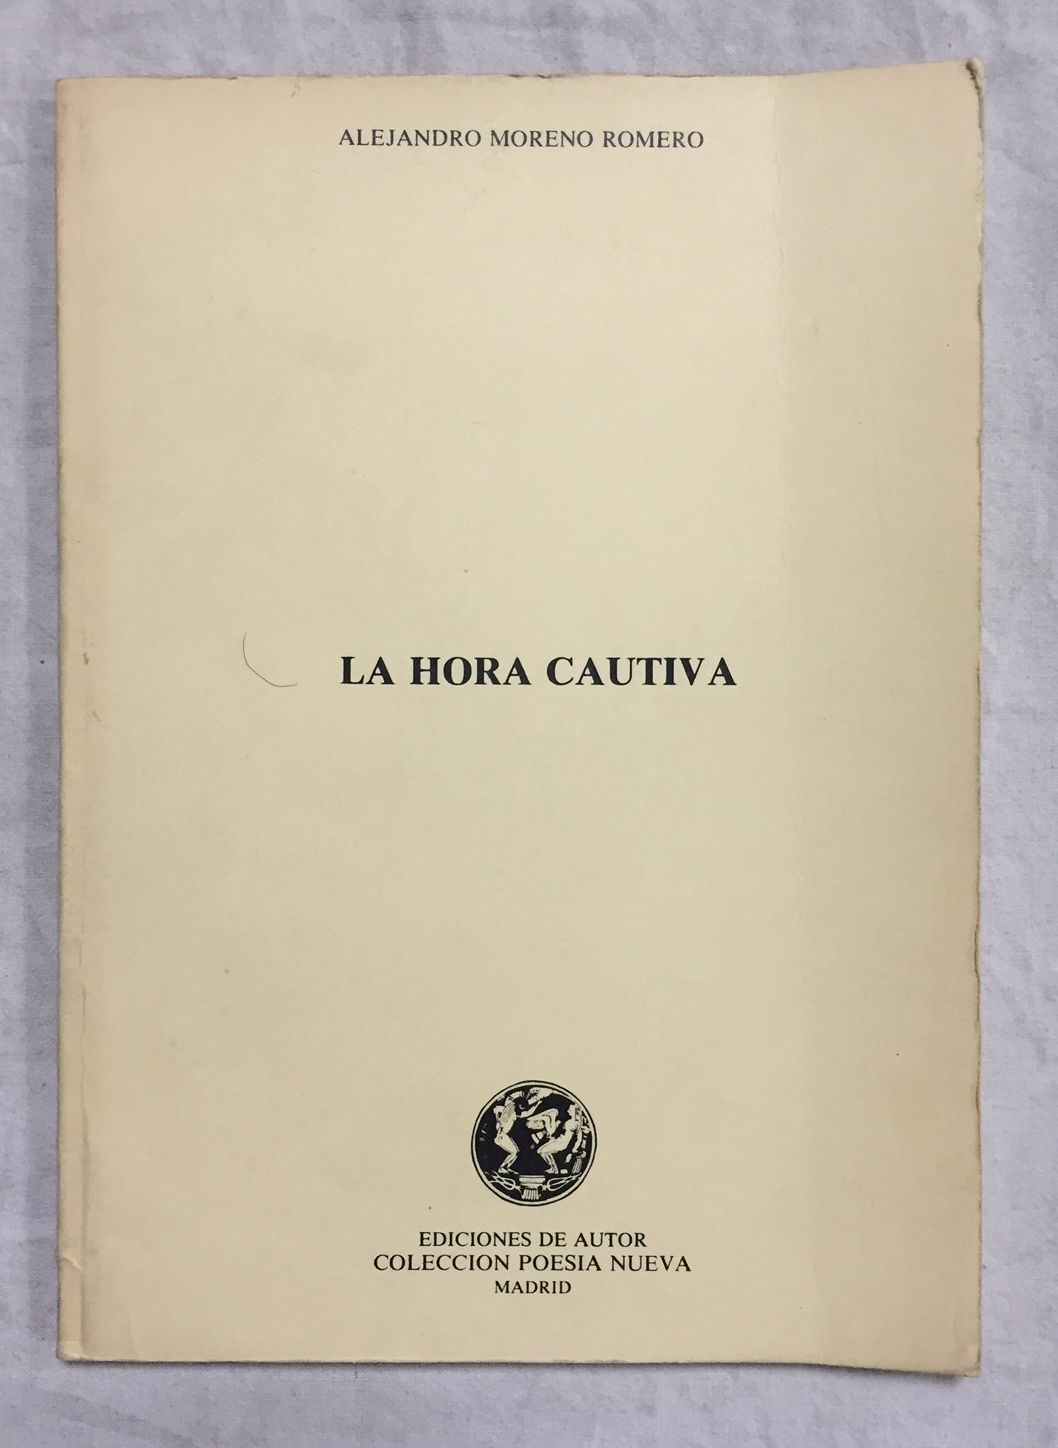 ALEJANDRO MORENO ROMERO
LA HORA CAUTIVA
EDICIONES DE AUTOR
COLECCION POESIA NUEVA
MADRID